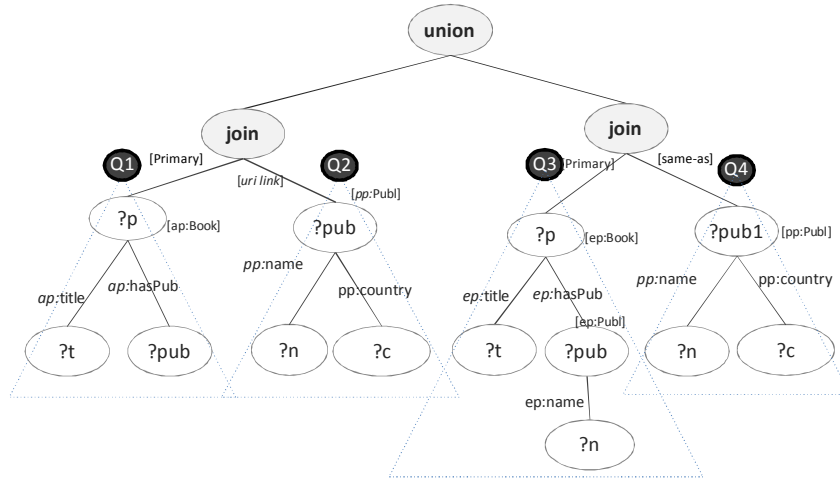 union
join
join
Q1
[Primary]
Q2
Q3
[Primary]
[same-as]
Q4
[uri link]
[pp:Publ]
?p
[ap:Book]
?pub
?p
[ep:Book]
?pub1
[pp:Publ]
ap:title
ap:hasPub
pp:name
pp:country
ep:title
ep:hasPub
pp:name
pp:country
[ep:Publ]
?t
?pub
?n
?c
?t
?pub
?n
?c
ep:name
?n